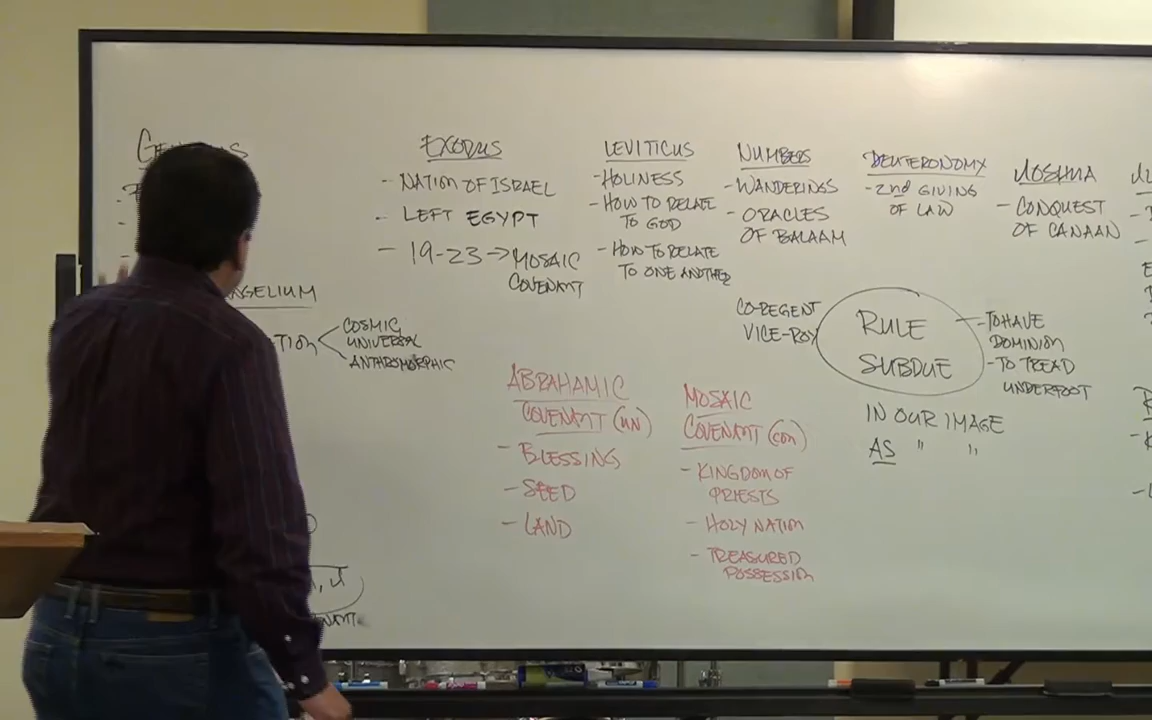 EXODUS
- NATION OF ISRAEL
- LEFT EGYPT
- 19-23 → MOSAIC
COVENANT
LEVITICUS
- HOLINESS
- HOW TO RELATE
TO GOD
- HOW TO RELATE
TO ONE ANOTHER
NUMBERS
- WANDERINGS
- ORACLES
OF BALAAM
DEUTERONOMY
- 2nd GIVING
OF LAW
JOSHUA
- CONQUEST
OF CANAAN
NGELIUM
TION
COSMIC
UNIVERSAL
ANTHROMORPHIC
ABRAHAMIC
COVENANT (UN)
- BLESSING
- SEED
- LAND
MOSAIC
COVENANT (CON)
- KINGDOM OF
PRIESTS
- HOLY NATION
- TREASURED
POSSESSION
CO-REGENT
VICE-ROY
RULE
SUBDUE
- TO HAVE
DOMINION
- TO TREAD
UNDERFOOT
IN OUR IMAGE
AS " "